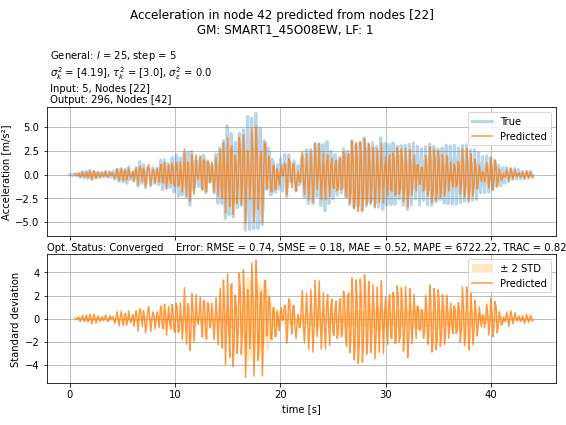 Acceleration in node 42 predicted from nodes [22]
GM: SMART1_45O08EW, LF: 1
General: l = 25, step = 5
σ²ₖ = [4.19], τ²ₖ = [3.0], σ²ε = 0.0
Input: 5, Nodes [22]
Output: 296, Nodes [42]
Acceleration [m/s²]
5.0
2.5
0.0
−2.5
−5.0
True
Predicted
Opt. Status: Converged Error: RMSE = 0.74, SMSE = 0.18, MAE = 0.52, MAPE = 6722.22, TRAC = 0.82
Standard deviation
4
2
0
−2
−4
± 2 STD
Predicted
0 10 20 30 40
time [s]